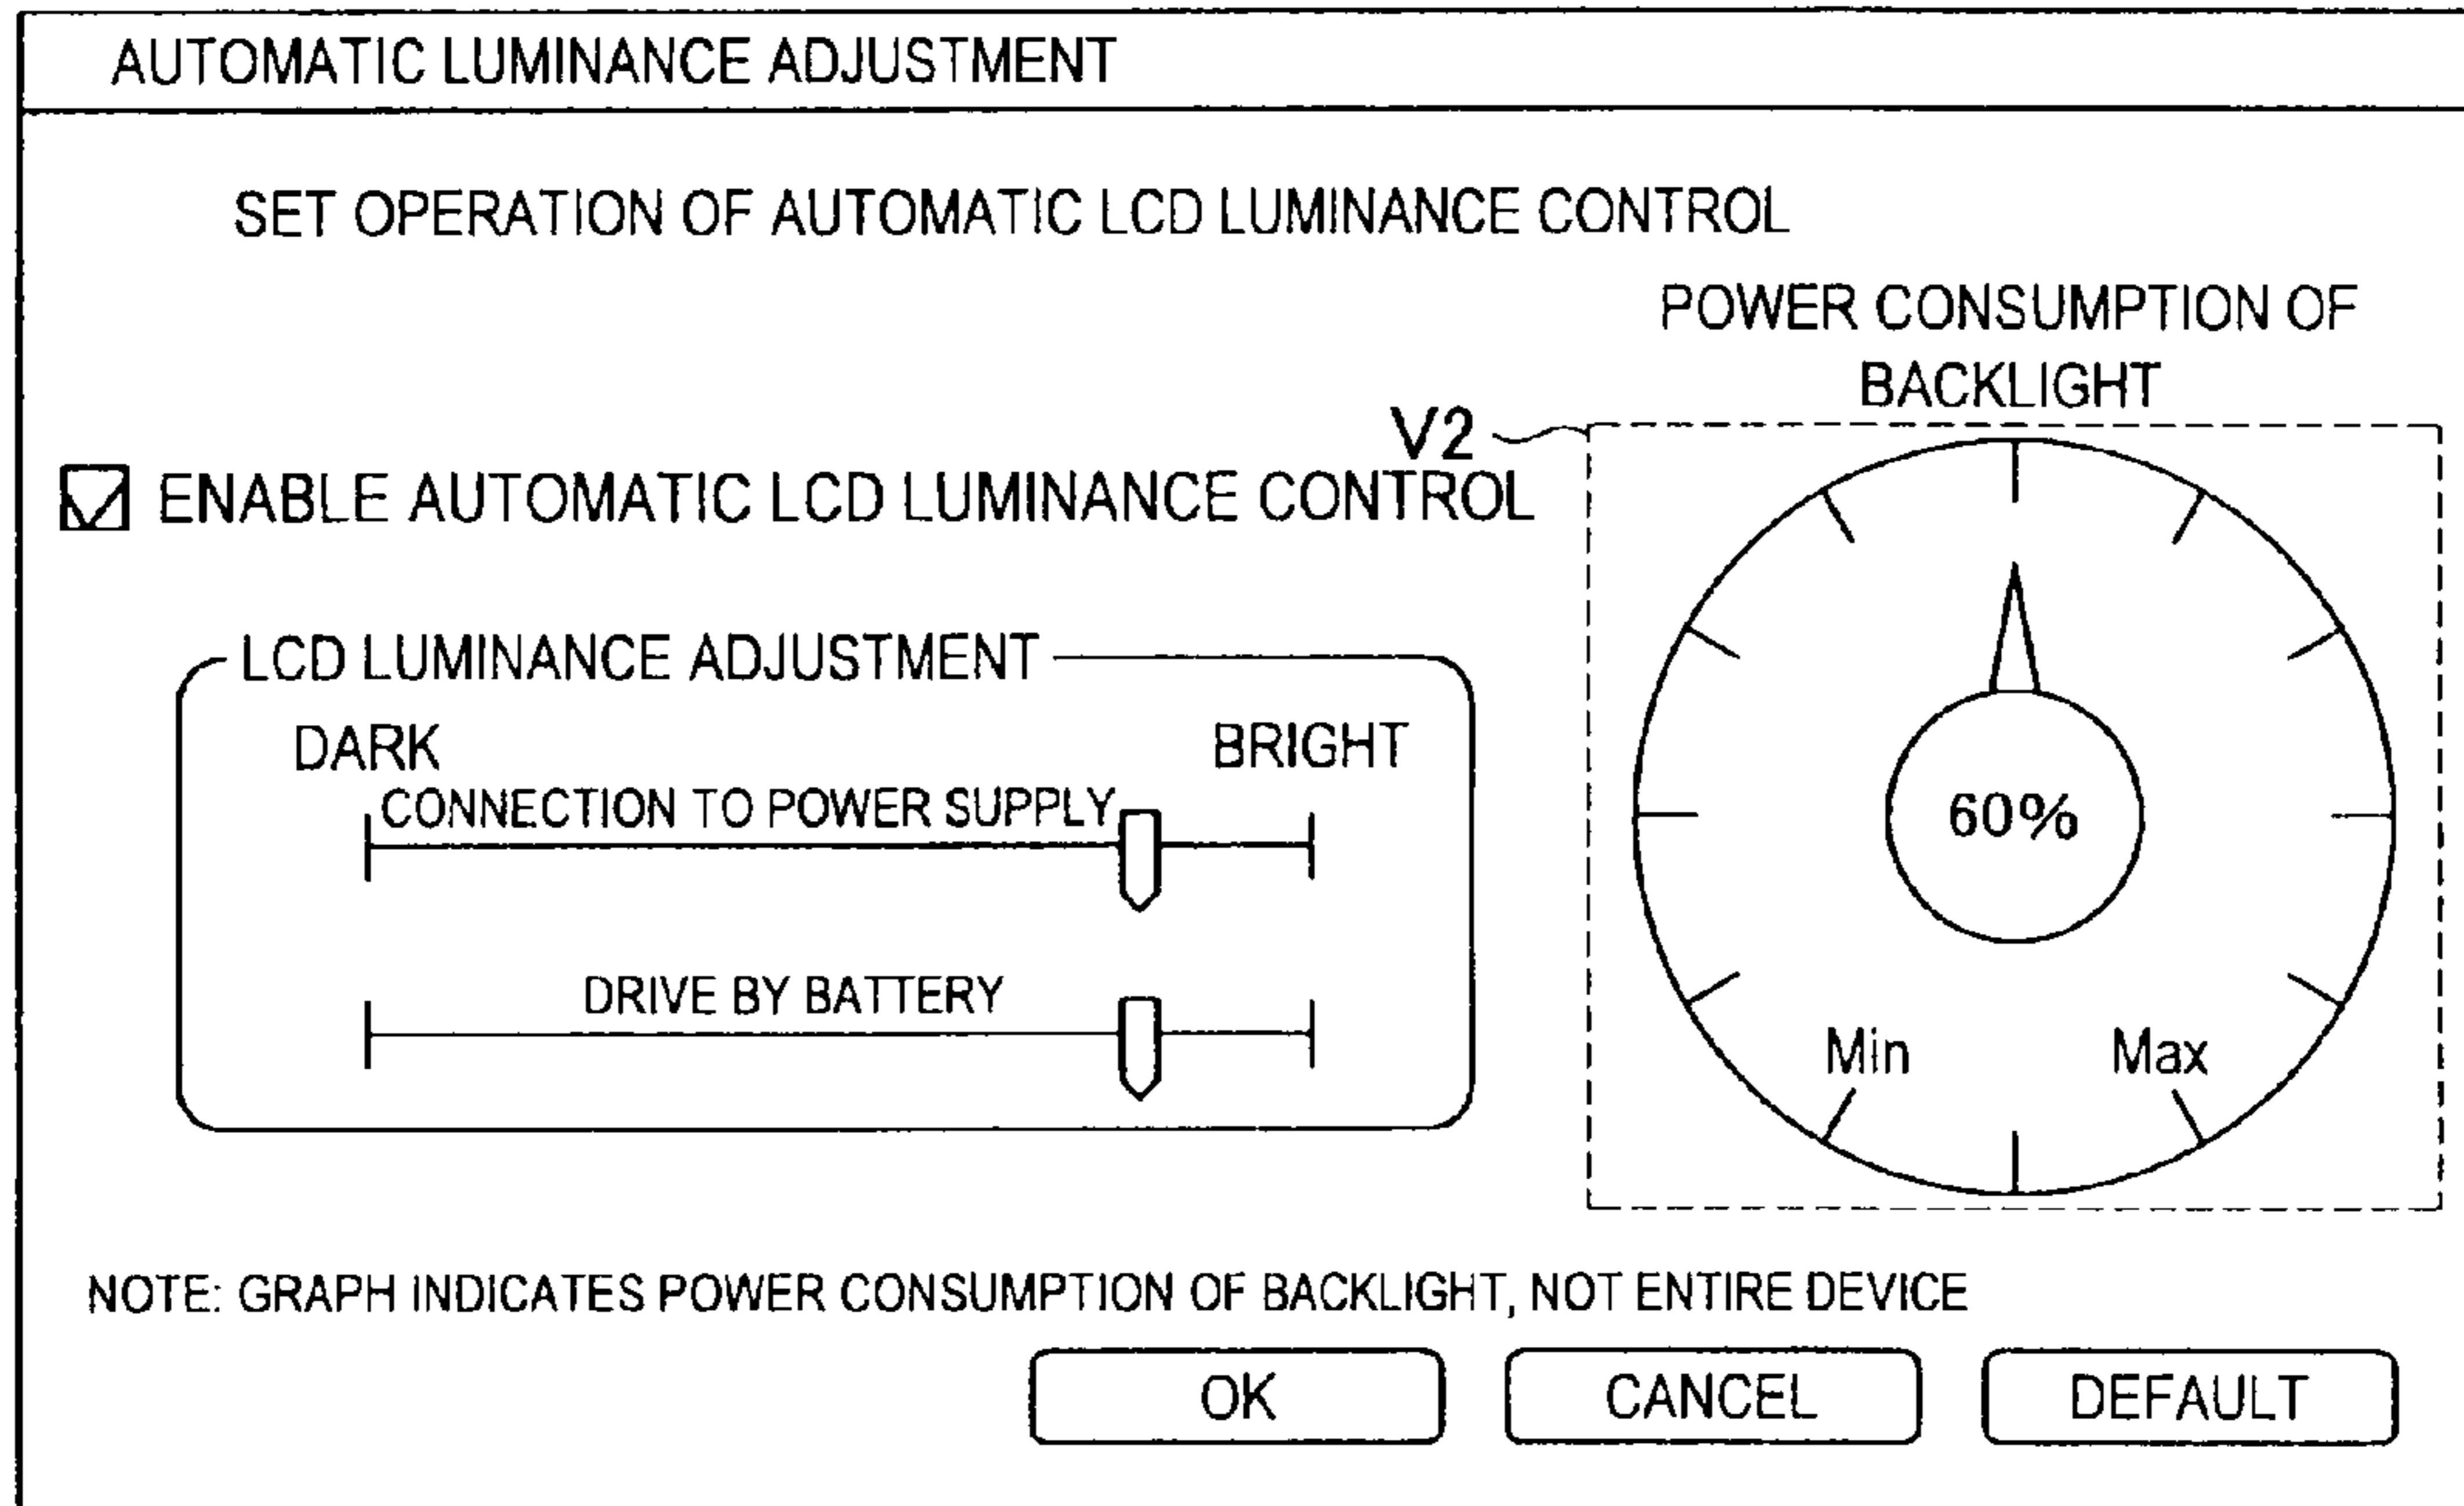 AUTOMATIC LUMINANCE ADJUSTMENT
SET OPERATION OF AUTOMATIC LCD LUMINANCE CONTROL
POWER CONSUMPTION OF
BACKLIGHT
V2
ENABLE AUTOMATIC LCD LUMINANCE CONTROL
LCD LUMINANCE ADJUSTMENT
DARK
BRIGHT
CONNECTION TO POWER SUPPLY
60%
DRIVE BY BATTERY
Min
Max
NOTE: GRAPH INDICATES POWER CONSUMPTION OF BACKLIGHT, NOT ENTIRE DEVICE
OK
CANCEL
DEFAULT